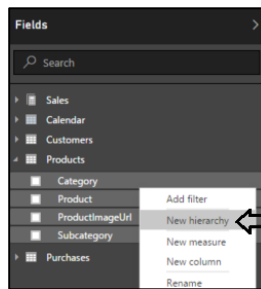 Fields
Search
Sales
Calendar
Customers
Products
Category
Product
ProductImageUrl
Subcategory
Purchases
Add filter
New hierarchy
New measure
New column
Rename